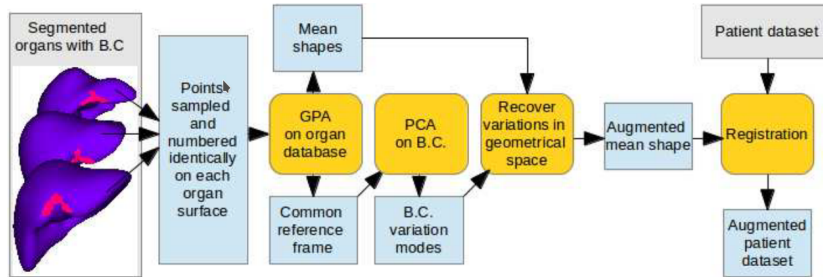 Segmented
organs with B.C
Points
sampled
and
numbered
identically
on each
organ
surface
Mean
shapes
GPA
on organ
database
Common
reference
frame
PCA
on B.C.
B.C.
variation
modes
Recover
variations in
geometrical
space
Augmented
mean shape
Patient dataset
Registration
Augmented
patient
dataset